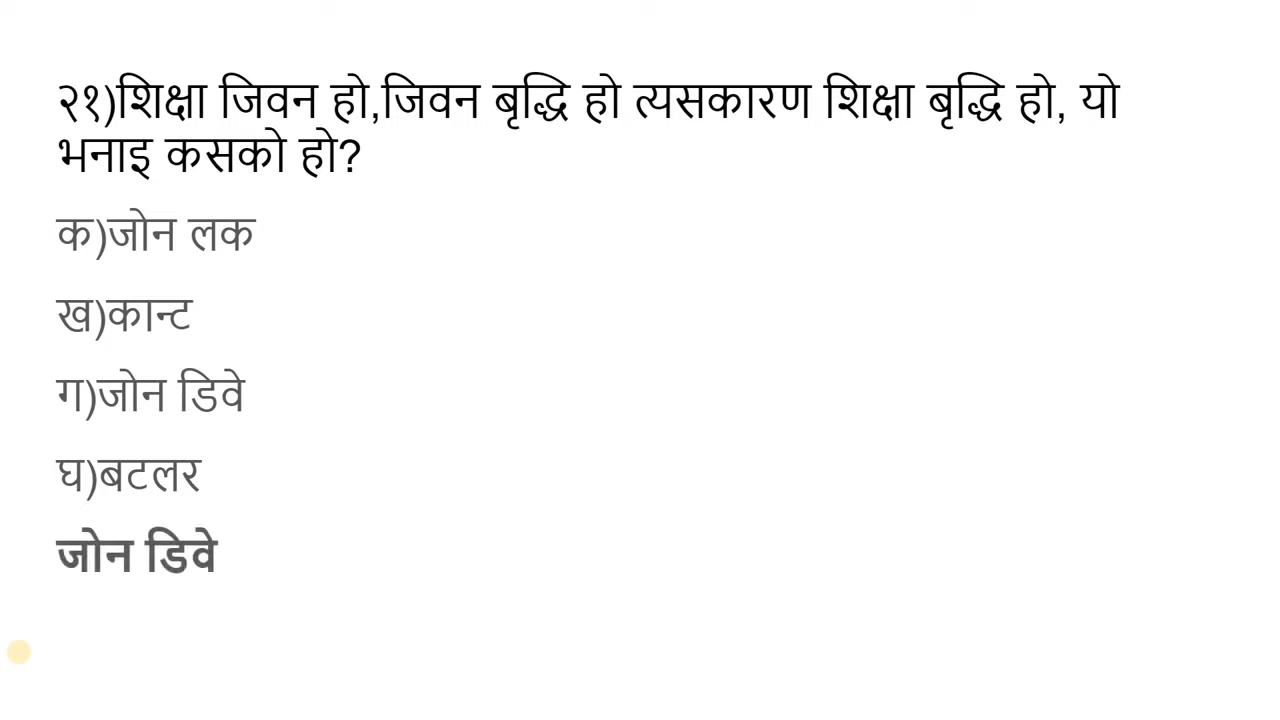 २१)शिक्षा जिवन हो,जिवन बृद्धि हो त्यसकारण शिक्षा बृद्धि हो, यो
भनाइ कसको हो?
क)जोन लक
ख)कान्ट
ग)जोन डिवे
घ)बटलर
जोन डिवे